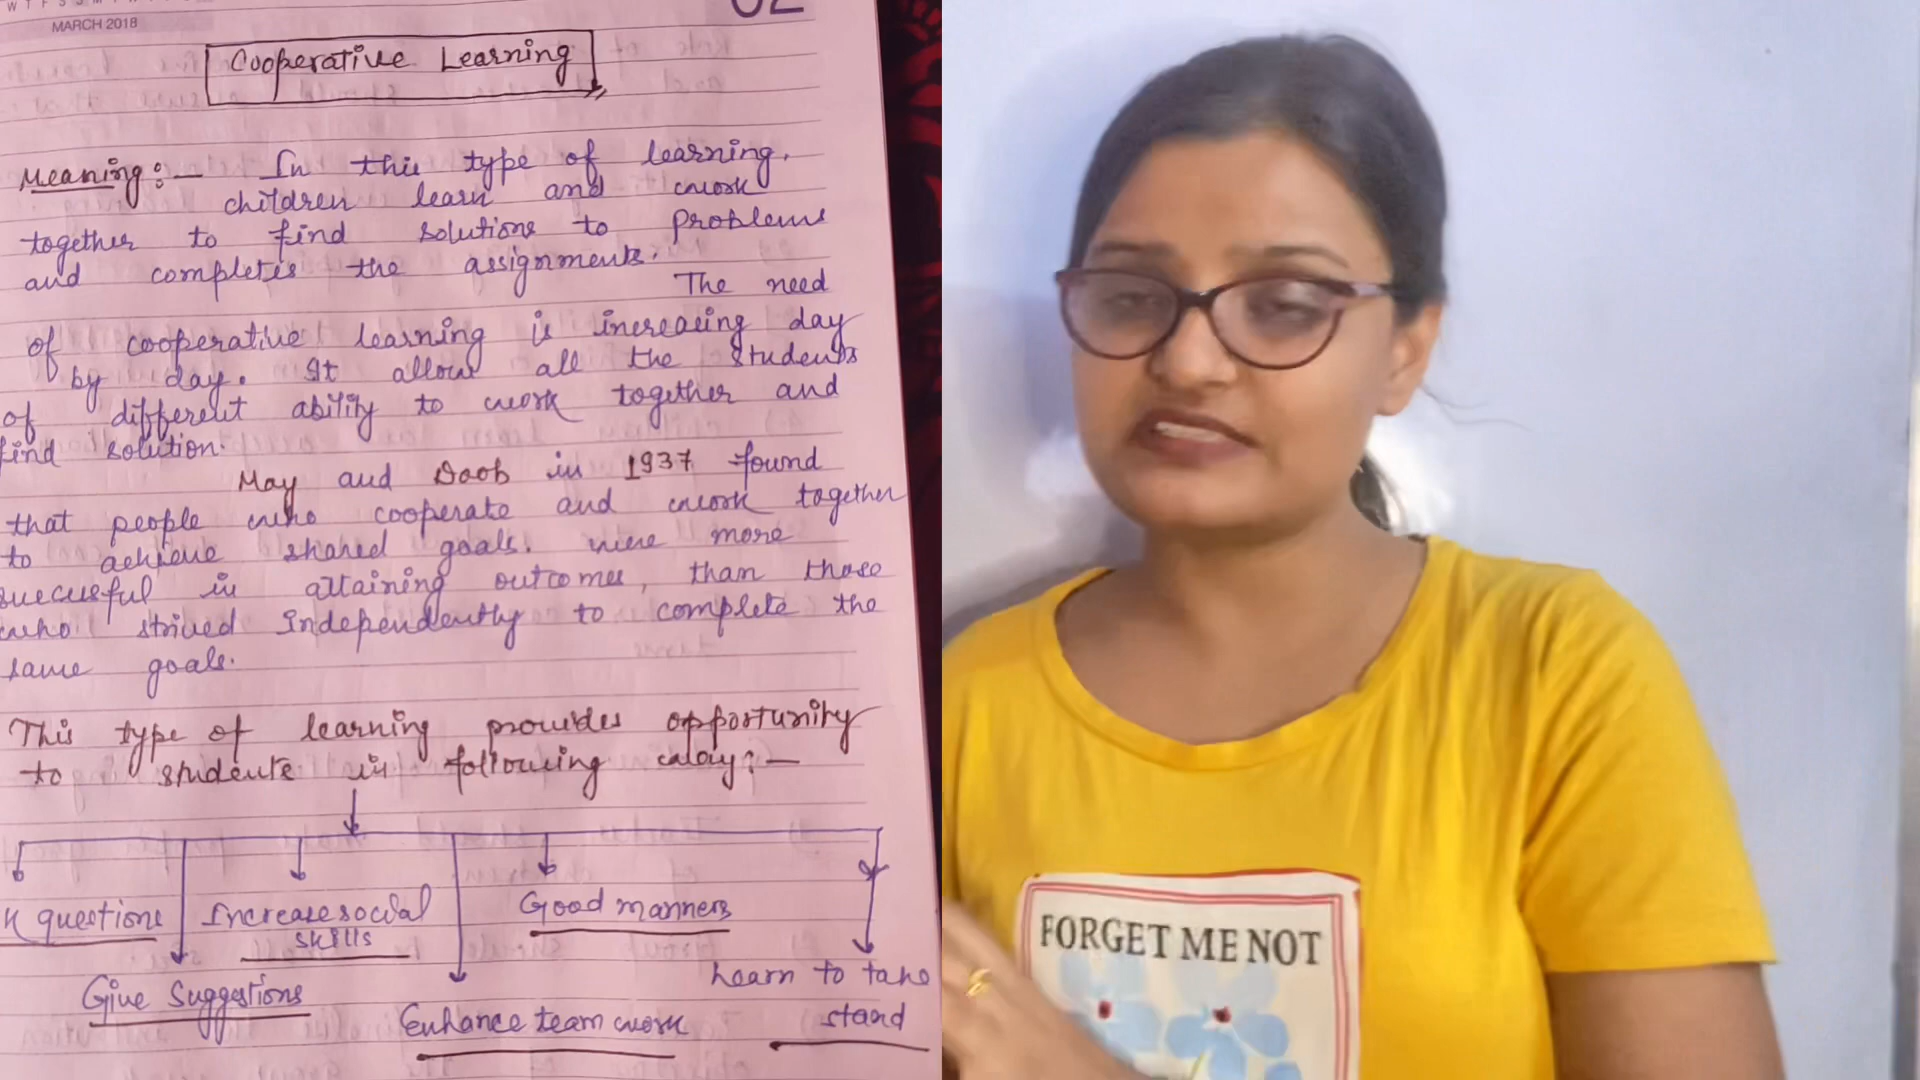 MARCH 2018
Cooperative Learning
Meaning:- In this type of learning,
children learn and work
together to find solutions to problems
and completes the assignments.
The need
of cooperative learning is increasing day
by day. It allow all the students
of different ability to work together and
find solution.
May and Doob in 1937 found
that people who cooperate and work together
to achieve shared goals. were more
successful in attaining outcomes, than those
who strived independently to complete the
same goals.
This type of learning provides opportunity
to students in following way:-
questions
Increase social
skills
Good manners
Give Suggestions
Enhance team work
Learn to take
stand
FORGET ME NOT